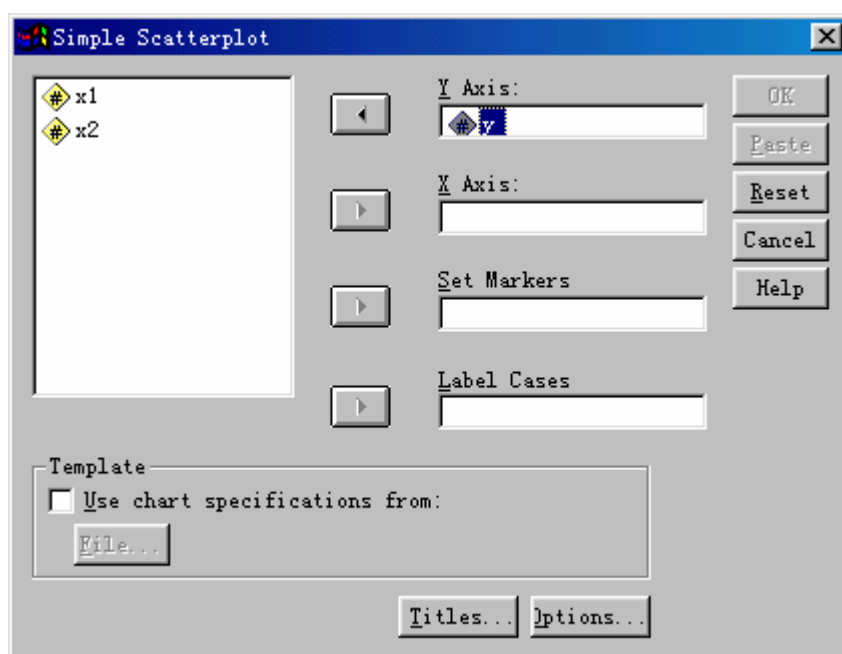 Simple Scatterplot
# x1
# x2
Y Axis:
# y
X Axis:
Set Markers
Label Cases
OK
Paste
Reset
Cancel
Help
Template
Use chart specifications from:
File...
Titles...
Options...